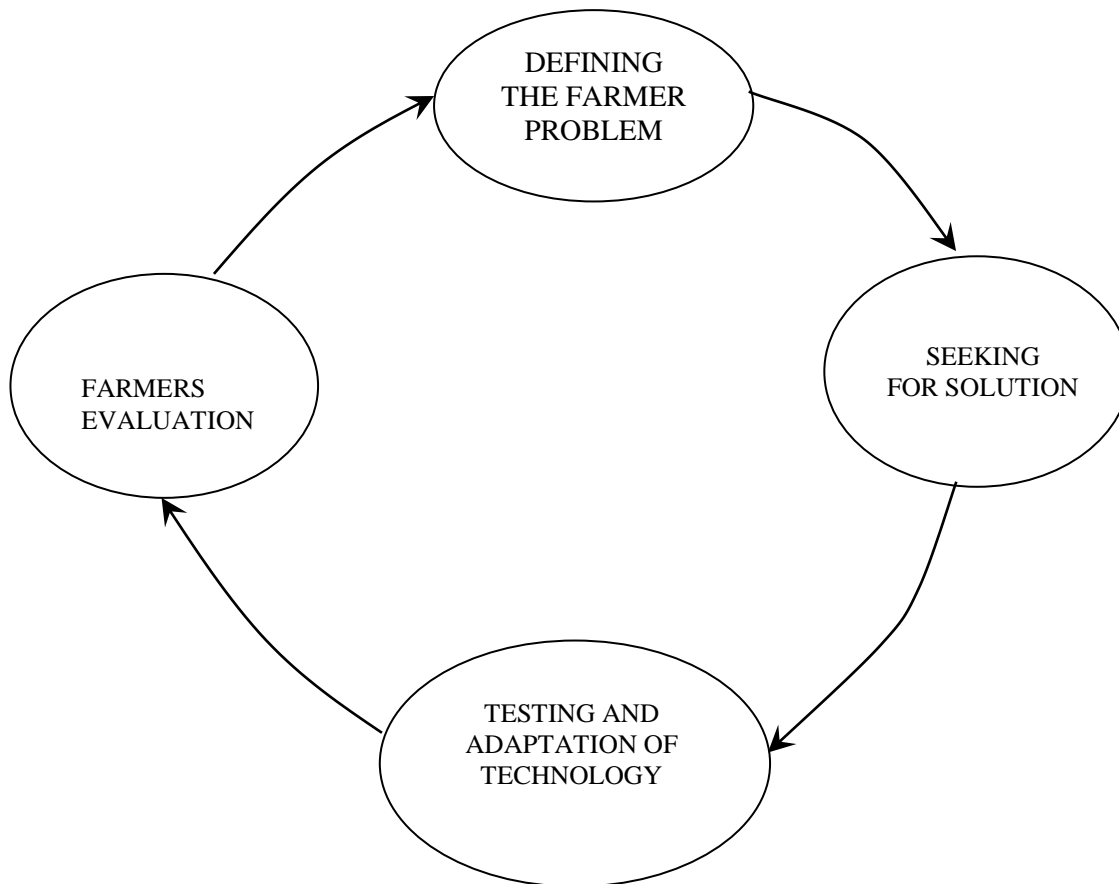 DEFINING
THE FARMER
PROBLEM
SEEKING
FOR SOLUTION
TESTING AND
ADAPTATION OF
TECHNOLOGY
FARMERS
EVALUATION